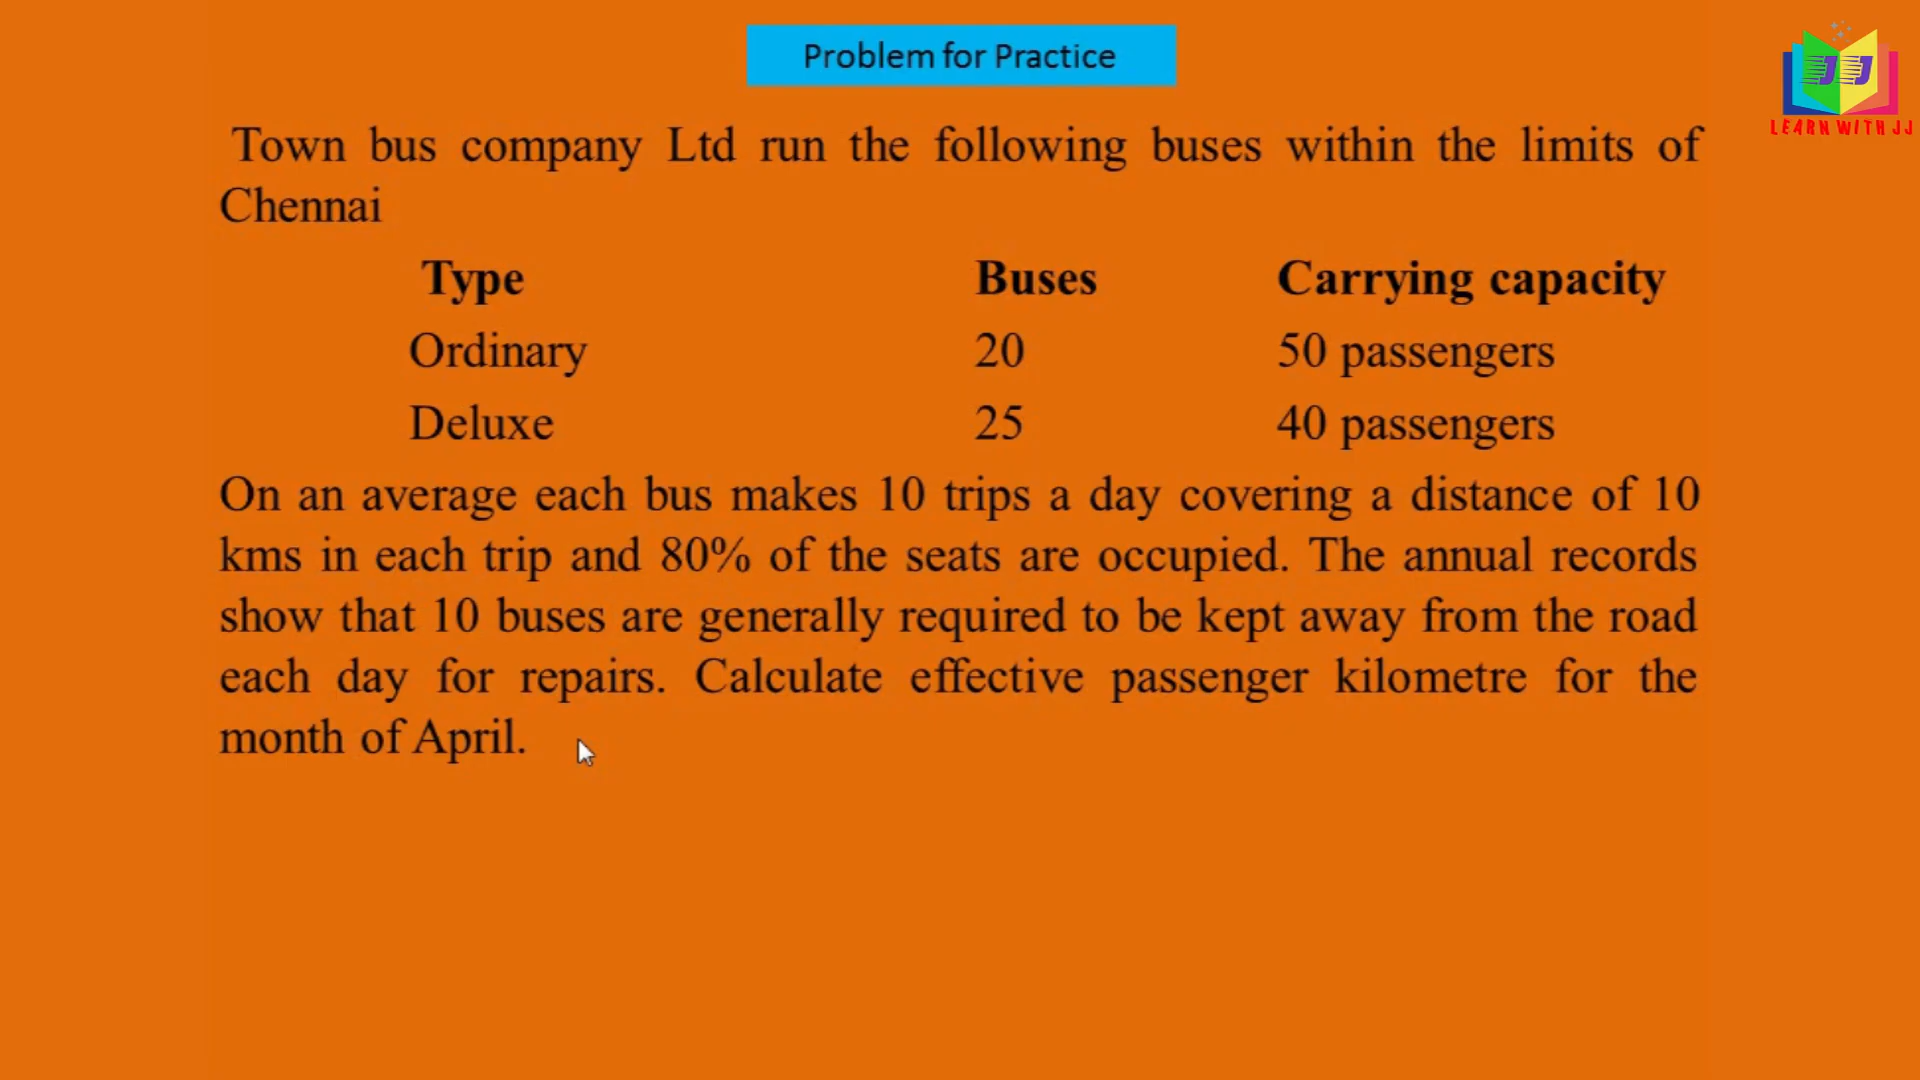 Problem for Practice
LEARN WITH JJ
Town bus company Ltd run the following buses within the limits of
Chennai
Type Buses Carrying capacity
Ordinary 20 50 passengers
Deluxe 25 40 passengers
On an average each bus makes 10 trips a day covering a distance of 10
kms in each trip and 80% of the seats are occupied. The annual records
show that 10 buses are generally required to be kept away from the road
each day for repairs. Calculate effective passenger kilometre for the
month of April.